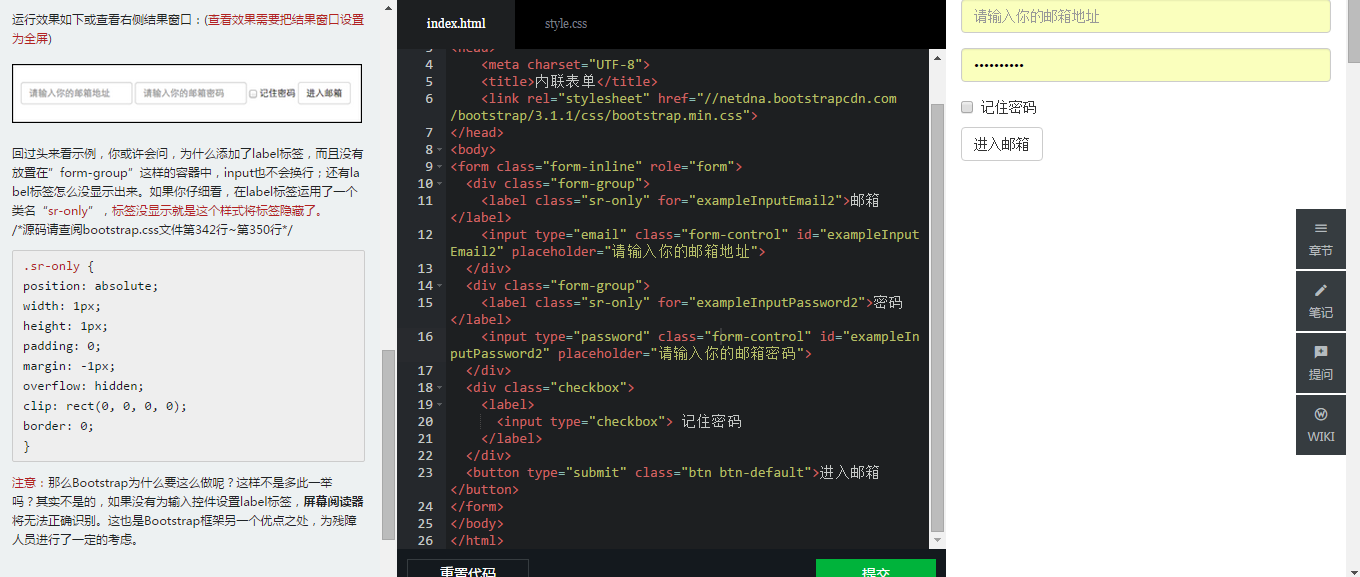 运行效果如下或查看右侧结果窗口：(查看效果需要把结果窗口设置
为全屏)
请输入你的邮箱地址 请输入你的邮箱密码 记住密码 进入邮箱
回过头来看示例，你或许会问，为什么添加了label标签，而且没有
放置在”form-group”这样的容器中，input也不会换行；还有la
bel标签怎么没显示出来。如果你仔细看，在label标签运用了一个
类名“sr-only”，标签没显示就是这个样式将标签隐藏了。
/*源码请查阅bootstrap.css文件第342行~第350行*/
.sr-only {
position: absolute;
width: 1px;
height: 1px;
padding: 0;
margin: -1px;
overflow: hidden;
clip: rect(0, 0, 0, 0);
border: 0;
}
注意：那么Bootstrap为什么要这么做呢？这样不是多此一举
吗？其实不是的，如果没有为输入控件设置label标签，屏幕阅读器
将无法正确识别。这也是Bootstrap框架另一个优点之处，为残障
人员进行了一定的考虑。
index.html style.css
3 <head>
4 <meta charset="UTF-8">
5 <title>内联表单</title>
6 <link rel="stylesheet" href="//netdna.bootstrapcdn.com
/bootstrap/3.1.1/css/bootstrap.min.css">
7 </head>
8 <body>
9 <form class="form-inline" role="form">
10 <div class="form-group">
11 <label class="sr-only" for="exampleInputEmail2">邮箱
</label>
12 <input type="email" class="form-control" id="exampleInput
Email2" placeholder="请输入你的邮箱地址">
13 </div>
14 <div class="form-group">
15 <label class="sr-only" for="exampleInputPassword2">密码
</label>
16 <input type="password" class="form-control" id="exampleIn
putPassword2" placeholder="请输入你的邮箱密码">
17 </div>
18 <div class="checkbox">
19 <label>
20 <input type="checkbox"> 记住密码
21 </label>
22 </div>
23 <button type="submit" class="btn btn-default">进入邮箱
</button>
24 </form>
25 </body>
26 </html>
重置代码 提交
请输入你的邮箱地址
••••••••••
记住密码
进入邮箱
章节
笔记
提问
WIKI